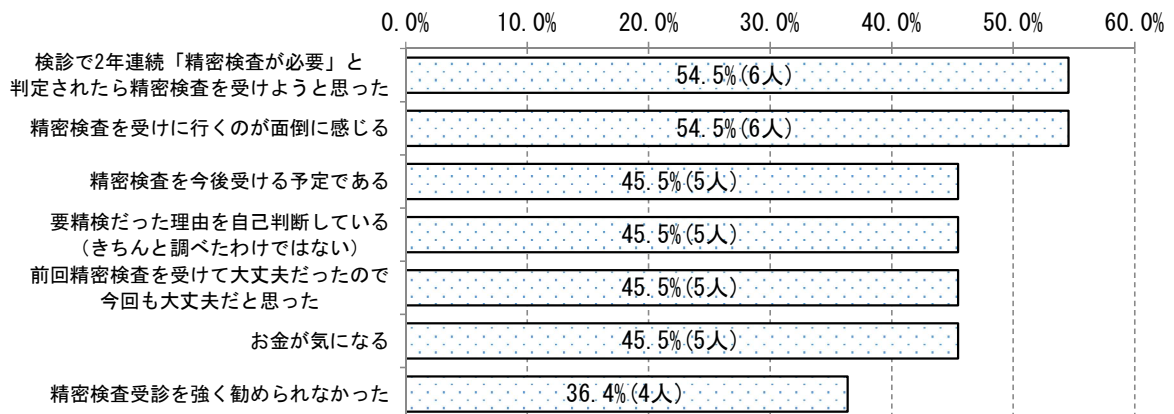 0.0% 10.0% 20.0% 30.0% 40.0% 50.0% 60.0%
検診で2年連続「精密検査が必要」と
判定されたら精密検査を受けようと思った
54.5%(6人)
精密検査を受けに行くのが面倒に感じる
54.5%(6人)
精密検査を今後受ける予定である
45.5%(5人)
要精検だった理由を自己判断している
（きちんと調べたわけではない）
45.5%(5人)
前回精密検査を受けて大丈夫だったので
今回も大丈夫だと思った
45.5%(5人)
お金が気になる
45.5%(5人)
精密検査受診を強く勧められなかった
36.4%(4人)